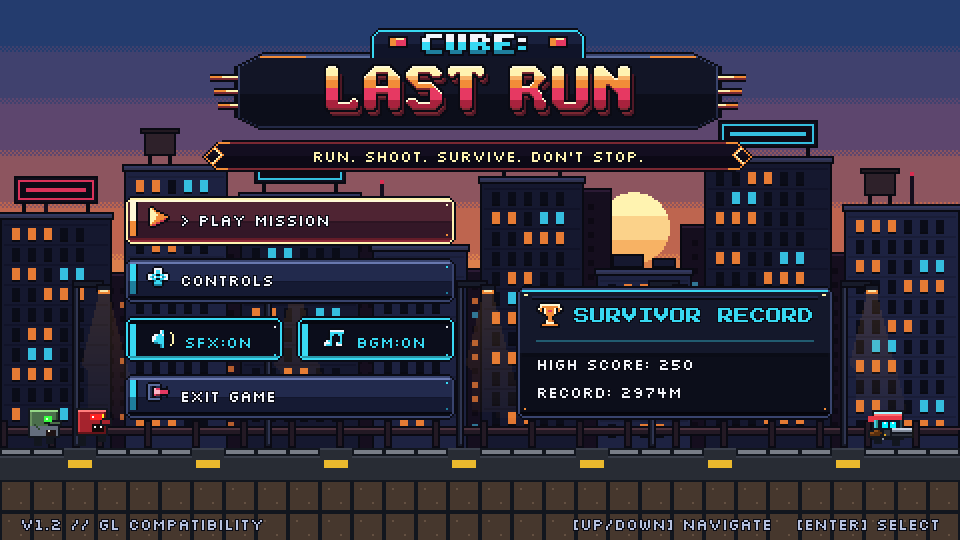 CUBE:
LAST RUN
RUN. SHOOT. SURVIVE. DON'T STOP.
> PLAY MISSION
CONTROLS
SFX:ON BGM:ON
EXIT GAME
SURVIVOR RECORD
HIGH SCORE: 250
RECORD: 2974M
V1.2 // GL COMPATIBILITY
[UP/DOWN] NAVIGATE [ENTER] SELECT